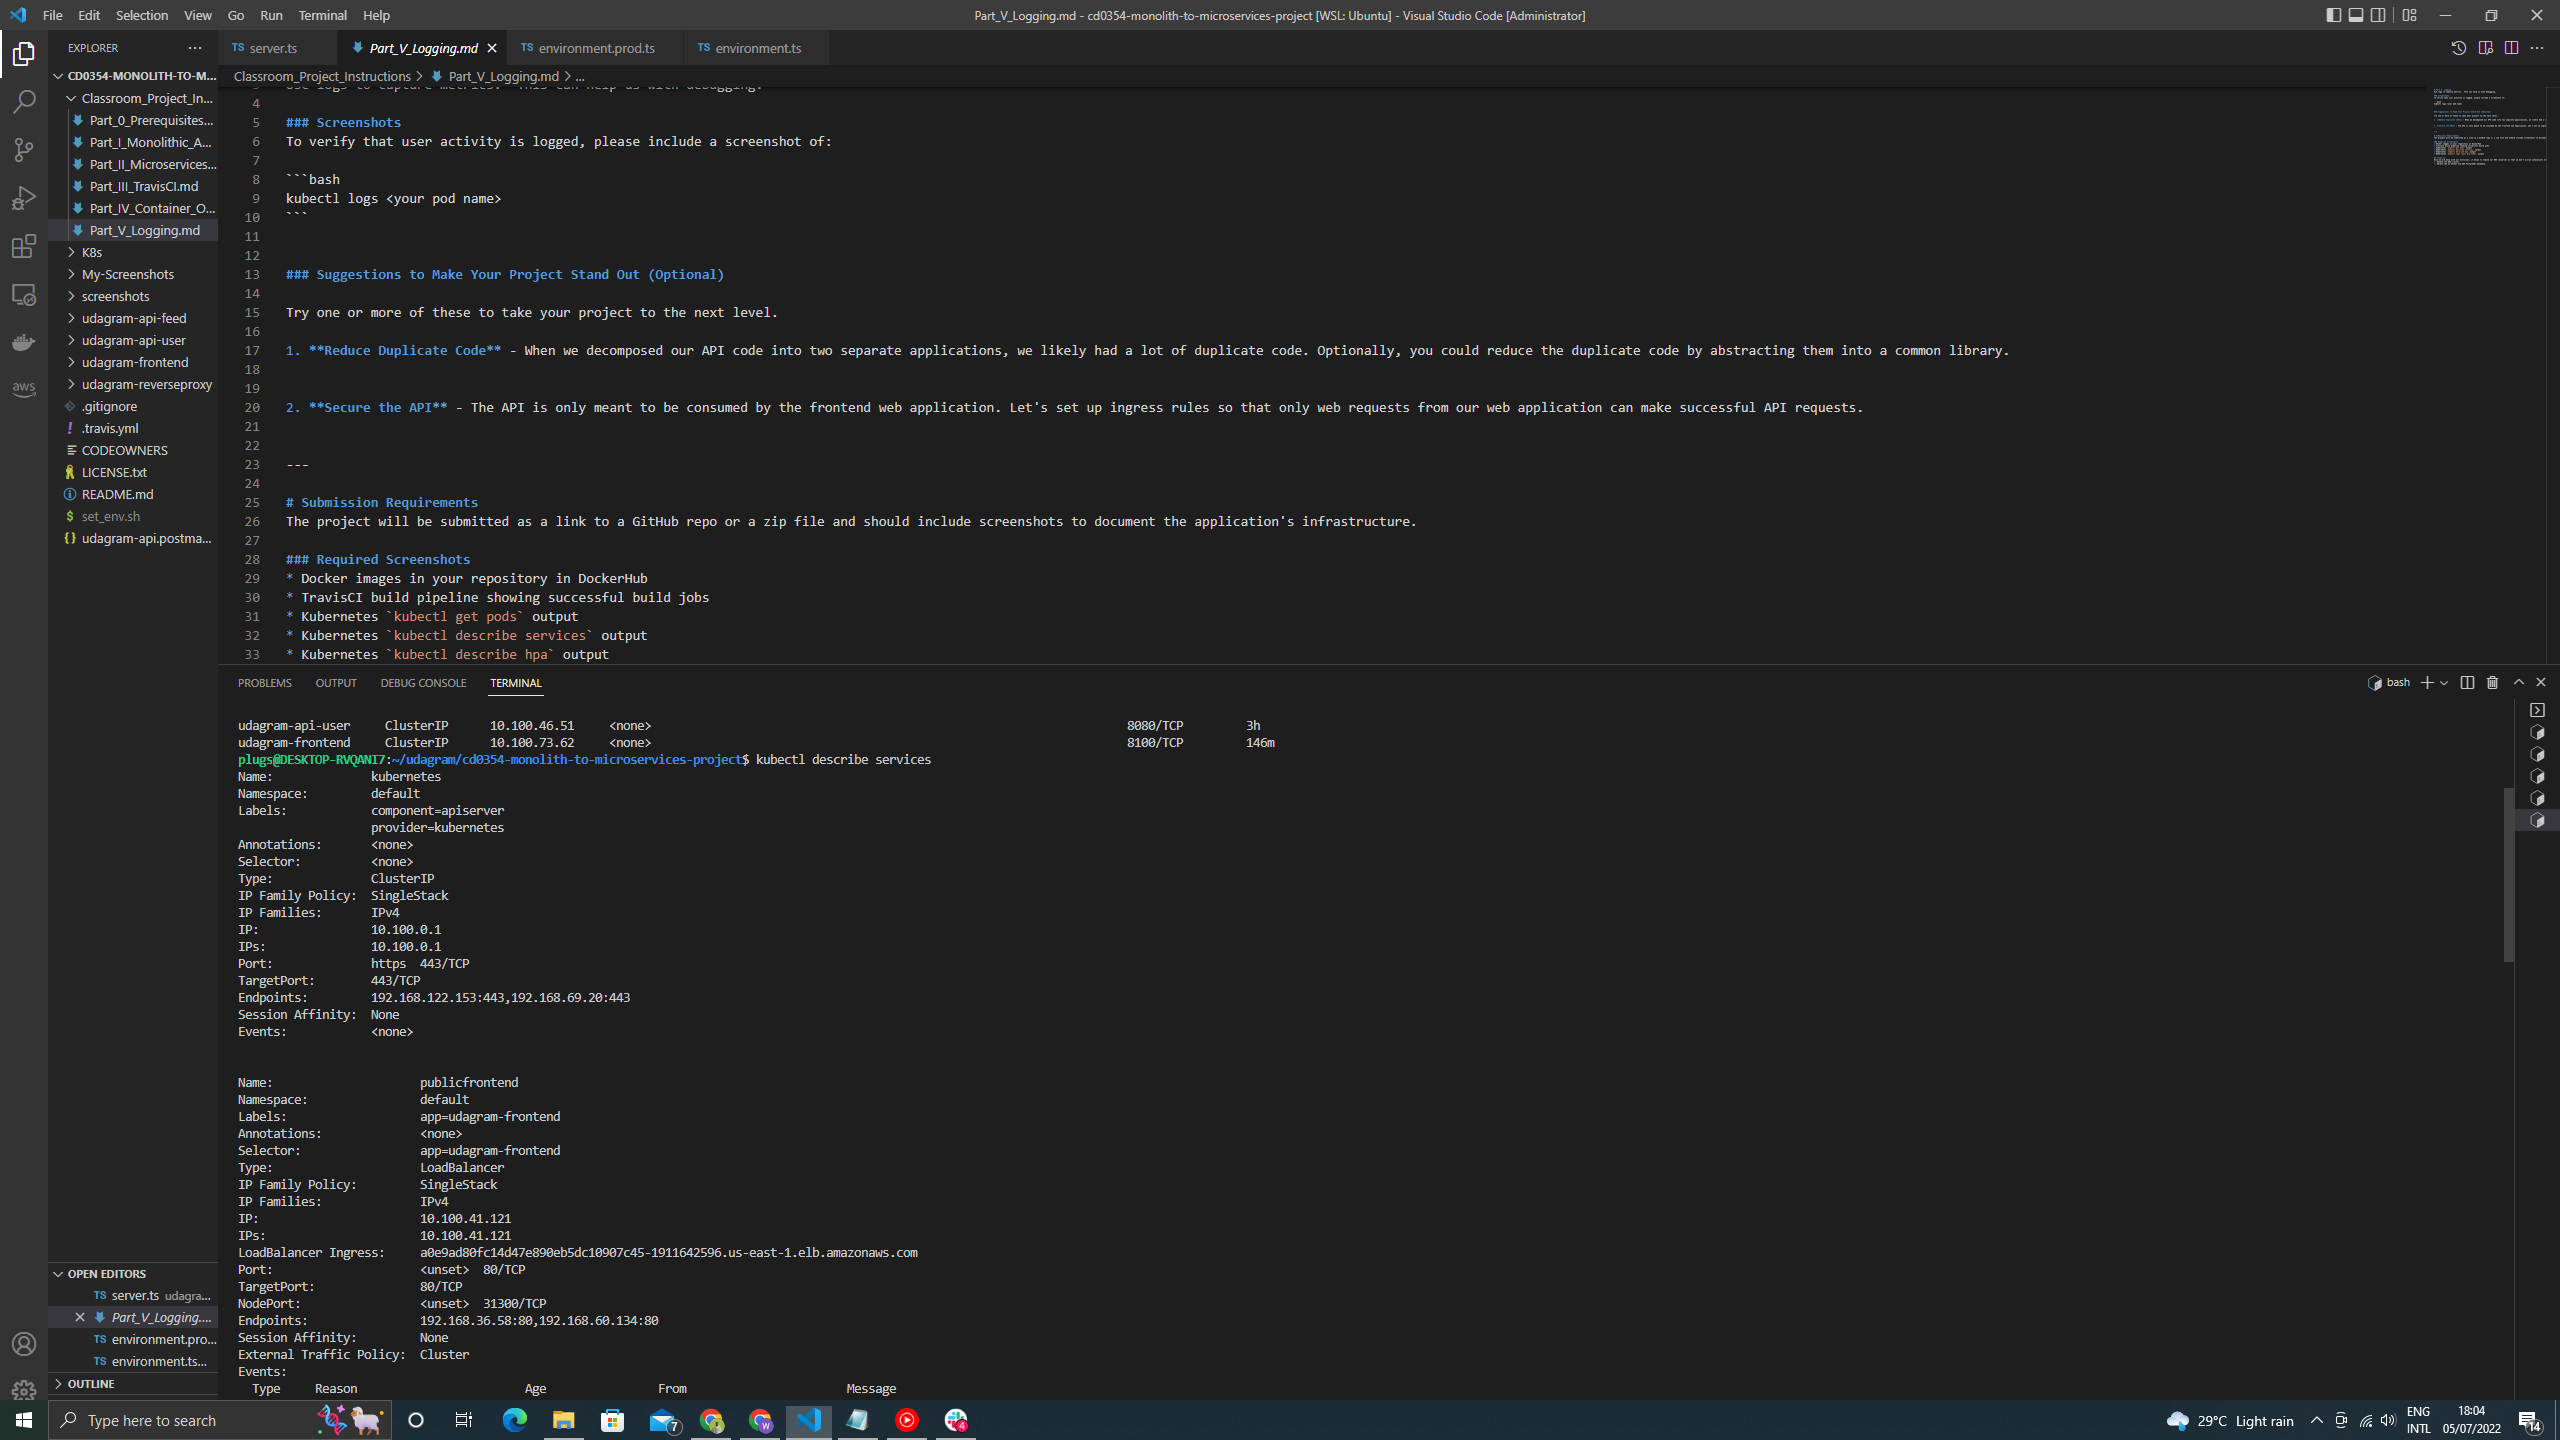 File Edit Selection View Go Run Terminal Help
Part_V_Logging.md - cd0354-monolith-to-microservices-project [WSL: Ubuntu] - Visual Studio Code [Administrator]
EXPLORER
CD0354-MONOLITH-TO-M...
Classroom_Project_In...
Part_0_Prerequisites...
Part_I_Monolithic_A...
Part_II_Microservices...
Part_III_TravisCI.md
Part_IV_Container_O...
Part_V_Logging.md
K8s
My-Screenshots
screenshots
udagram-api-feed
udagram-api-user
udagram-frontend
udagram-reverseproxy
.gitignore
.travis.yml
CODEOWNERS
LICENSE.txt
README.md
set_env.sh
udagram-api.postma...
OPEN EDITORS
TS server.ts udagra...
Part_V_Logging....
TS environment.pro...
TS environment.ts...
OUTLINE
aws
TS server.ts
Part_V_Logging.md
TS environment.prod.ts
TS environment.ts
Classroom_Project_Instructions > Part_V_Logging.md > ...
3 Use logs to capture metrics. This can help us with debugging.
4
5 ### Screenshots
6 To verify that user activity is logged, please include a screenshot of:
7
8 ```bash
9 kubectl logs <your pod name>
10 ```
11
12
13 ### Suggestions to Make Your Project Stand Out (Optional)
14
15 Try one or more of these to take your project to the next level.
16
17 1. **Reduce Duplicate Code** - When we decomposed our API code into two separate applications, we likely had a lot of duplicate code. Optionally, you could reduce the duplicate code by abstracting them into a common library.
18
19
20 2. **Secure the API** - The API is only meant to be consumed by the frontend web application. Let's set up ingress rules so that only web requests from our web application can make successful API requests.
21
22
23 ---
24
25 # Submission Requirements
26 The project will be submitted as a link to a GitHub repo or a zip file and should include screenshots to document the application's infrastructure.
27
28 ### Required Screenshots
29 * Docker images in your repository in DockerHub
30 * TravisCI build pipeline showing successful build jobs
31 * Kubernetes `kubectl get pods` output
32 * Kubernetes `kubectl describe services` output
33 * Kubernetes `kubectl describe hpa` output
PROBLEMS OUTPUT DEBUG CONSOLE TERMINAL
bash
udagram-api-user ClusterIP 10.100.46.51 <none> 8080/TCP 3h
udagram-frontend ClusterIP 10.100.73.62 <none> 8100/TCP 146m
plugs@DESKTOP-RVQANI7:~/udagram/cd0354-monolith-to-microservices-project$ kubectl describe services
Name: kubernetes
Namespace: default
Labels: component=apiserver
provider=kubernetes
Annotations: <none>
Selector: <none>
Type: ClusterIP
IP Family Policy: SingleStack
IP Families: IPv4
IP: 10.100.0.1
IPs: 10.100.0.1
Port: https 443/TCP
TargetPort: 443/TCP
Endpoints: 192.168.122.153:443,192.168.69.20:443
Session Affinity: None
Events: <none>
Name: publicfrontend
Namespace: default
Labels: app=udagram-frontend
Annotations: <none>
Selector: app=udagram-frontend
Type: LoadBalancer
IP Family Policy: SingleStack
IP Families: IPv4
IP: 10.100.41.121
IPs: 10.100.41.121
LoadBalancer Ingress: a0e9ad80fc14d47e890eb5dc10907c45-1911642596.us-east-1.elb.amazonaws.com
Port: <unset> 80/TCP
TargetPort: 80/TCP
NodePort: <unset> 31300/TCP
Endpoints: 192.168.36.58:80,192.168.60.134:80
Session Affinity: None
External Traffic Policy: Cluster
Events:
Type Reason Age From Message
Type here to search
7
4
29°C Light rain
ENG
INTL
18:04
05/07/2022
14